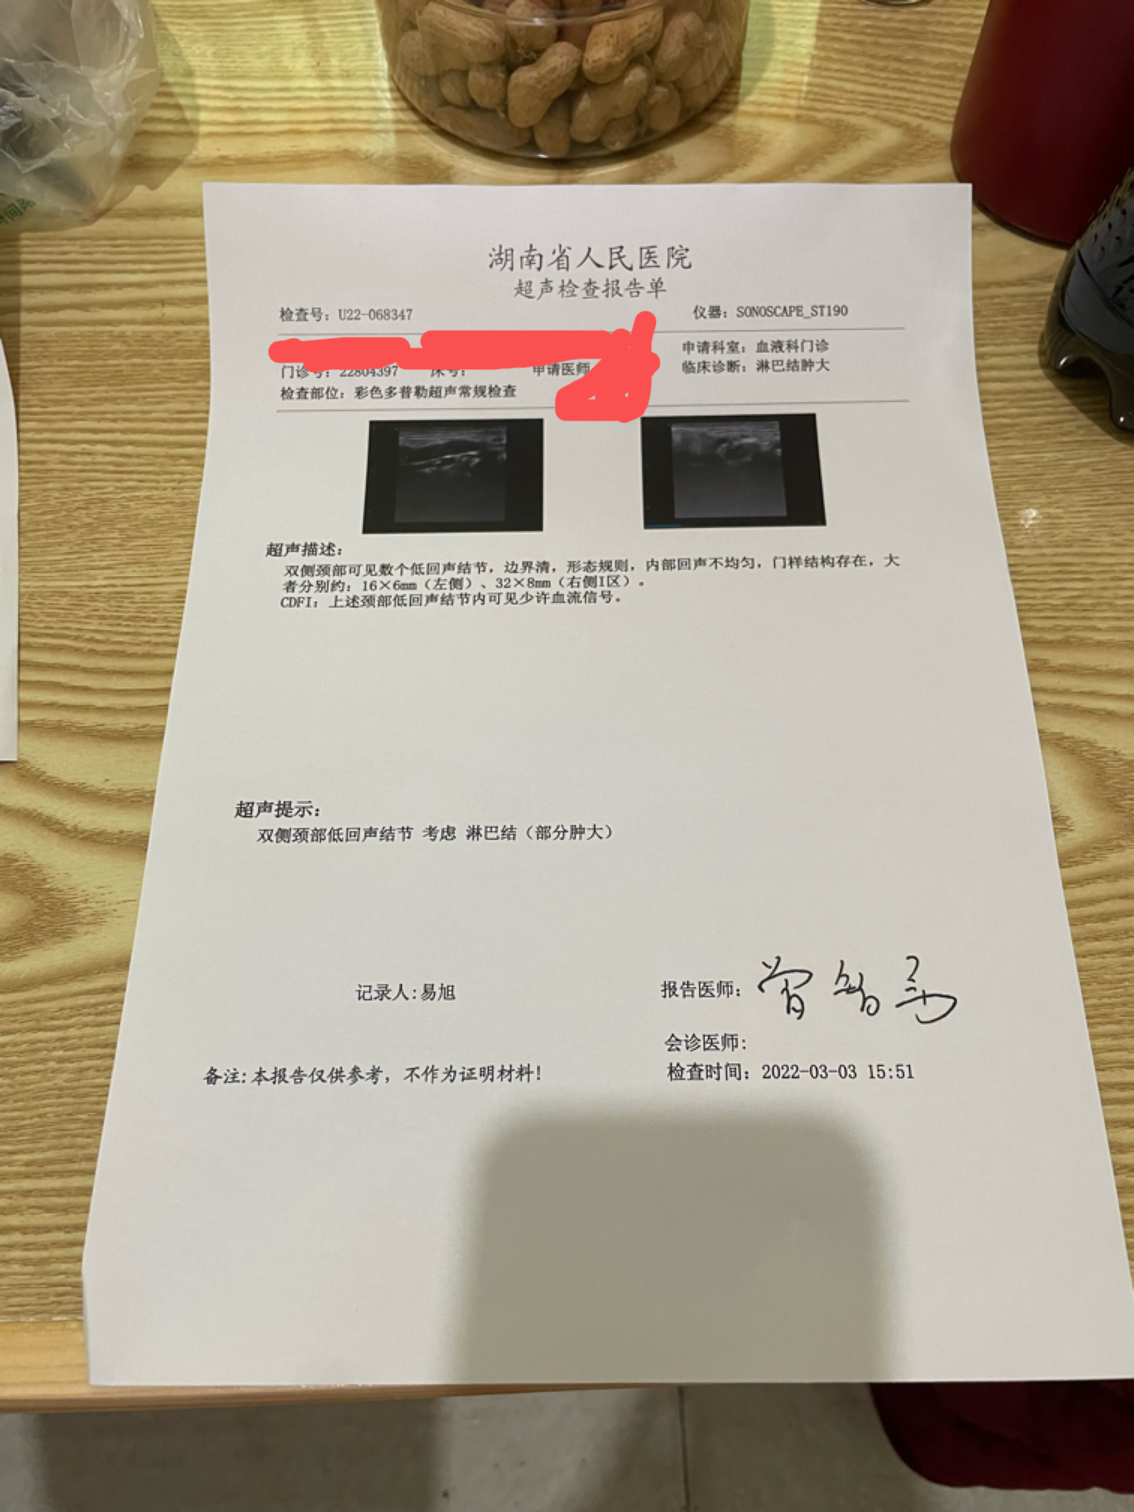 湖南省人民医院
超声检查报告单
检查号：U22-068347
仪器：SONOSCAPE_ST190
申请科室：血液科门诊
门诊号：22804397 床号： 申请医师
临床诊断：淋巴结肿大
检查部位：彩色多普勒超声常规检查
超声描述：
双侧颈部可见数个低回声结节，边界清，形态规则，内部回声不均匀，门样结构存在，大
者分别约：16×6mm（左侧）、32×8mm（右侧I区）。
CDFI：上述颈部低回声结节内可见少许血流信号。
超声提示：
双侧颈部低回声结节 考虑 淋巴结（部分肿大）
记录人:易旭
报告医师：
会诊医师:
备注:本报告仅供参考，不作为证明材料!
检查时间：2022-03-03 15:51